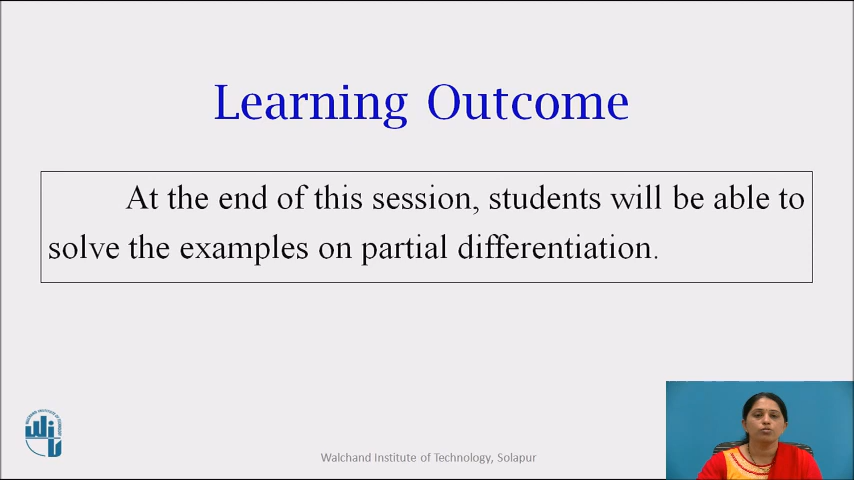 Learning Outcome
At the end of this session, students will be able to
solve the examples on partial differentiation.
WIT
Walchand Institute of Technology, Solapur